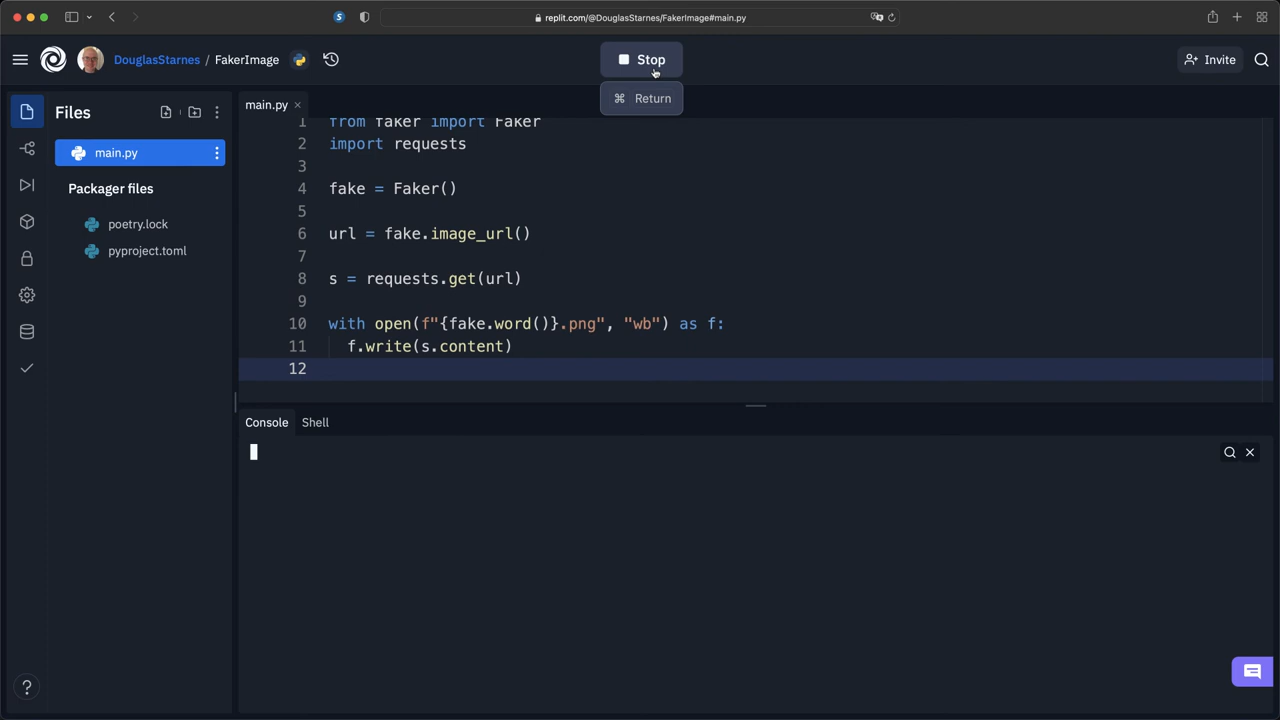 replit.com/@DouglasStarnes/FakerImage#main.py
DouglasStarnes / FakerImage
Stop
Invite
⌘ Return
Files
main.py
Packager files
poetry.lock
pyproject.toml
main.py ×
1 from faker import Faker
2 import requests
3
4 fake = Faker()
5
6 url = fake.image_url()
7
8 s = requests.get(url)
9
10 with open(f"{fake.word()}.png", "wb") as f:
11 f.write(s.content)
12
Console Shell